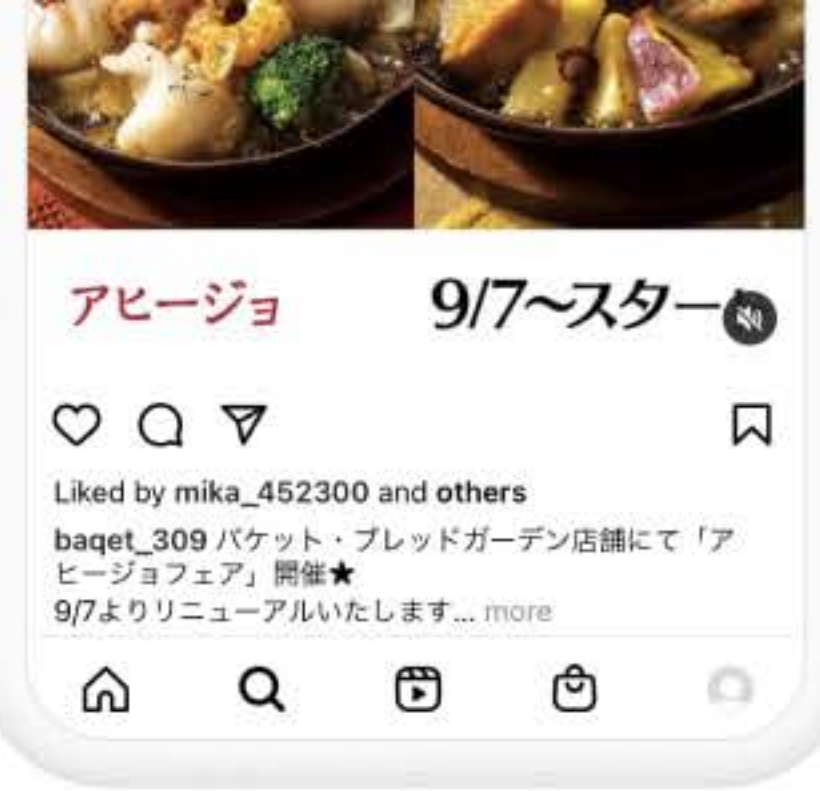 アヒージョ
9/7〜スター
Liked by mika_452300 and others
baqet_309 バケット・ブレッドガーデン店舗にて「ア
ヒージョフェア」開催★
9/7よりリニューアルいたします... more